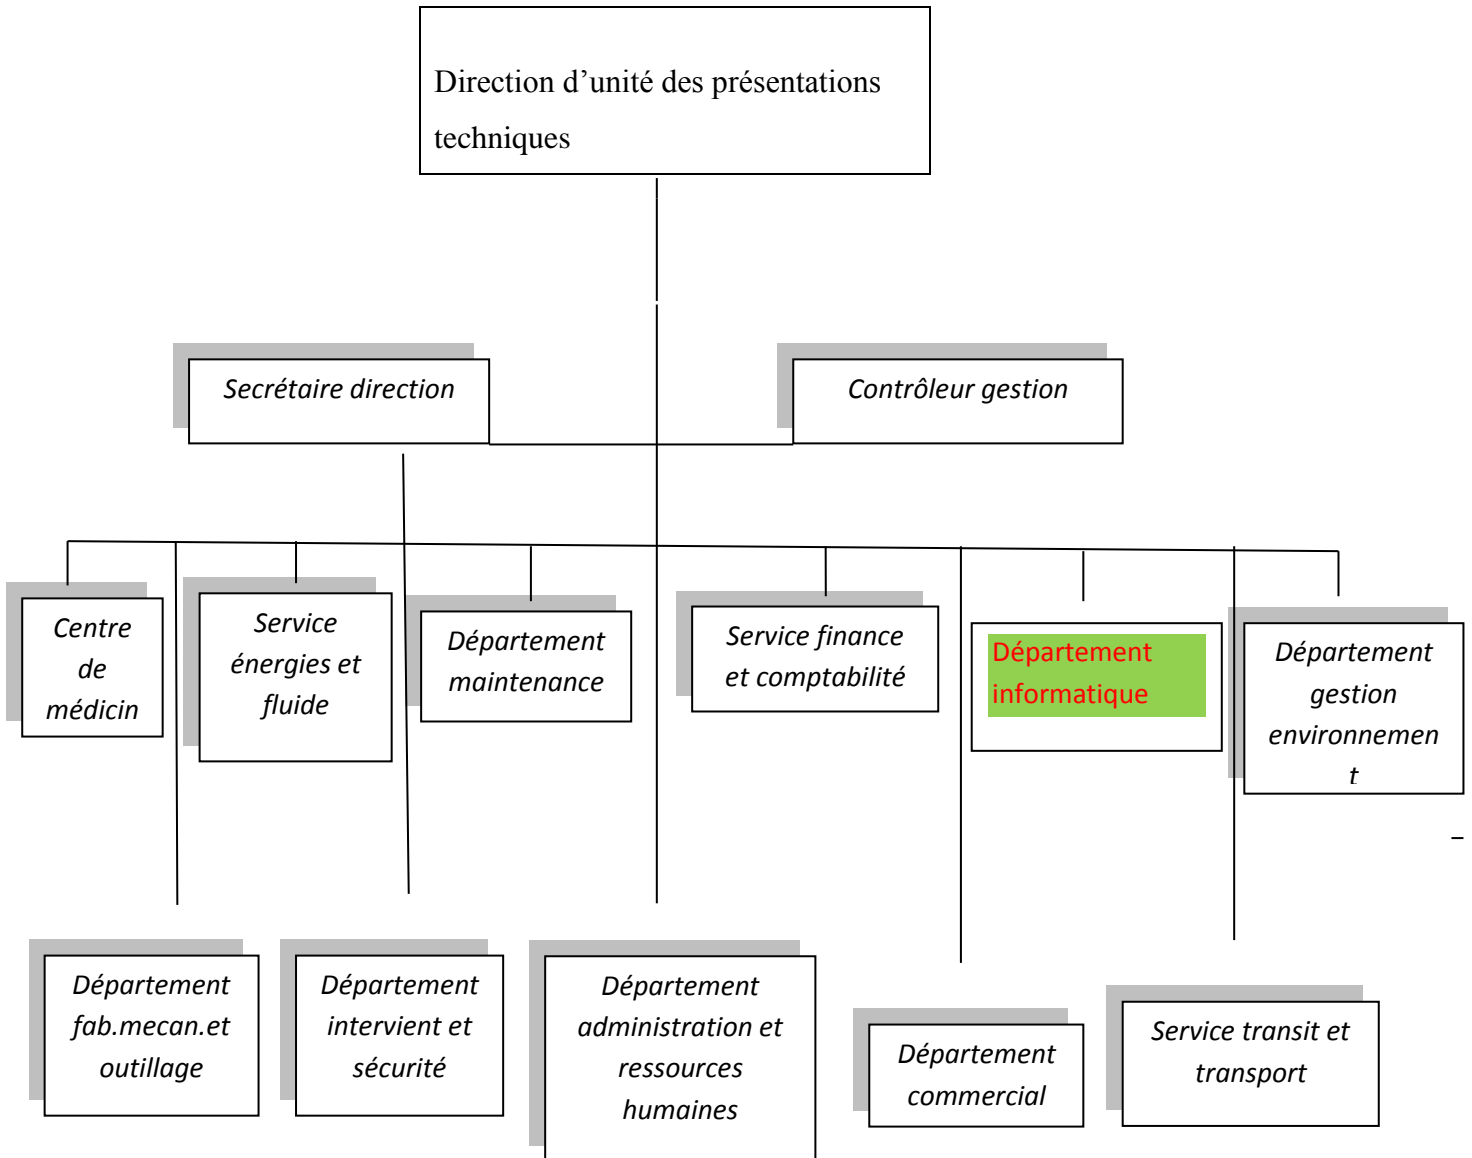 Direction d’unité des présentations
techniques
Secrétaire direction
Contrôleur gestion
Centre
de
médicin
Service
énergies et
fluide
Département
maintenance
Service finance
et comptabilité
Département
informatique
Département
gestion
environnemen
t
Département
fab.mecan.et
outillage
Département
intervient et
sécurité
Département
administration et
ressources
humaines
Département
commercial
Service transit et
transport